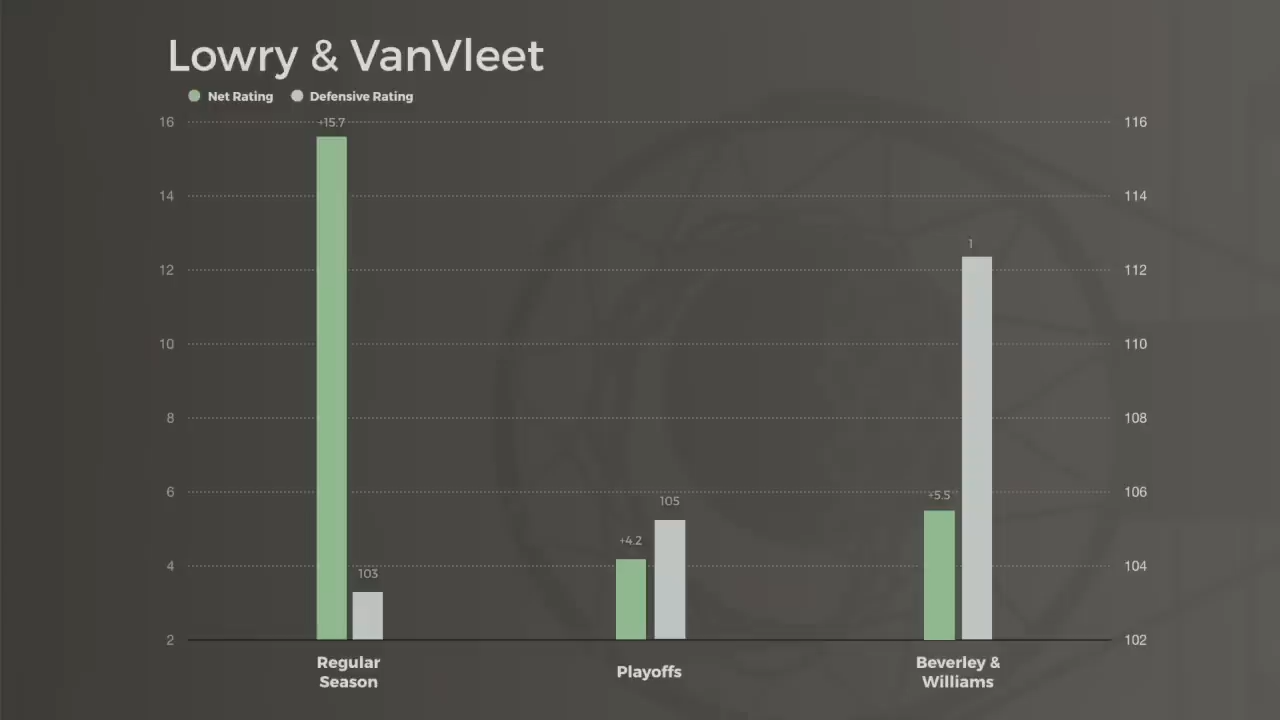 Lowry & VanVleet
Net Rating Defensive Rating
16 +15.7 116
14 114
12 1 112
10 110
8 108
6 +5.5 106
105
+4.2
4 103 104
2 102
Regular
Season
Playoffs
Beverley &
Williams